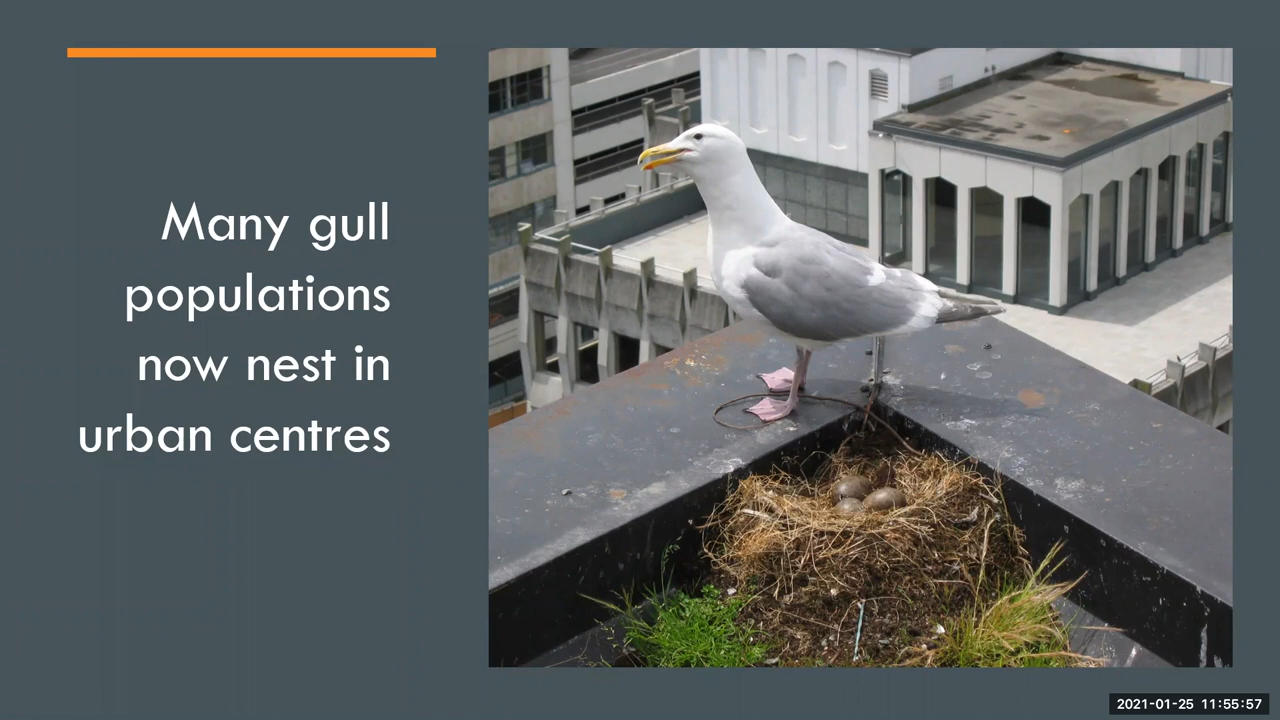 Many gull
populations
now nest in
urban centres
2021-01-25 11:55:57